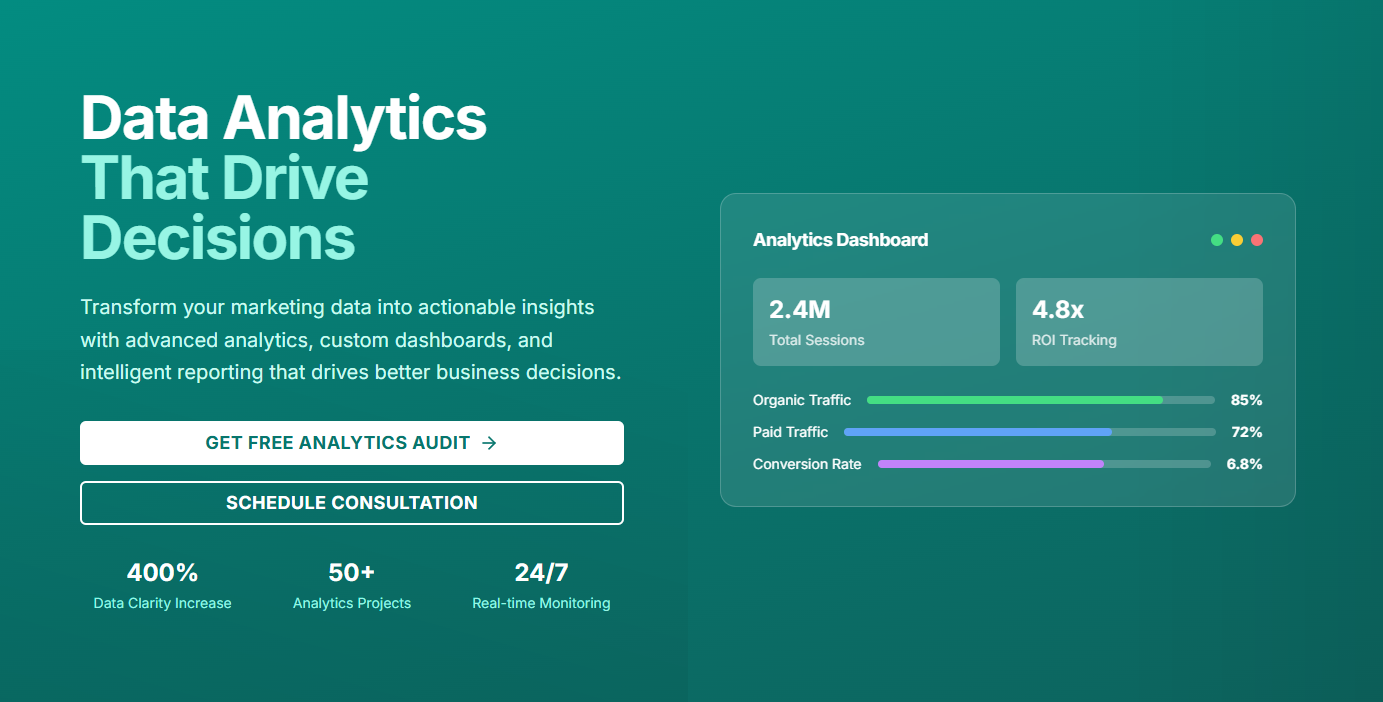 Data Analytics
That Drive
Decisions
Transform your marketing data into actionable insights
with advanced analytics, custom dashboards, and
intelligent reporting that drives better business decisions.
GET FREE ANALYTICS AUDIT →
SCHEDULE CONSULTATION
400%
Data Clarity Increase
50+
Analytics Projects
24/7
Real-time Monitoring
Analytics Dashboard
2.4M
Total Sessions
4.8x
ROI Tracking
Organic Traffic 85%
Paid Traffic 72%
Conversion Rate 6.8%